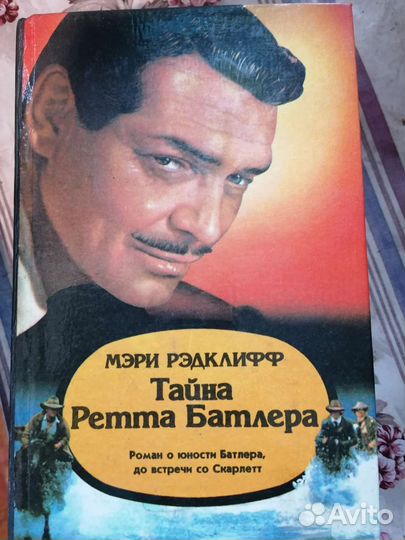 МЭРИ РЭДКЛИФФ
Тайна
Ретта Батлера
Роман о юности Батлера,
до встречи со Скарлетт
Avito